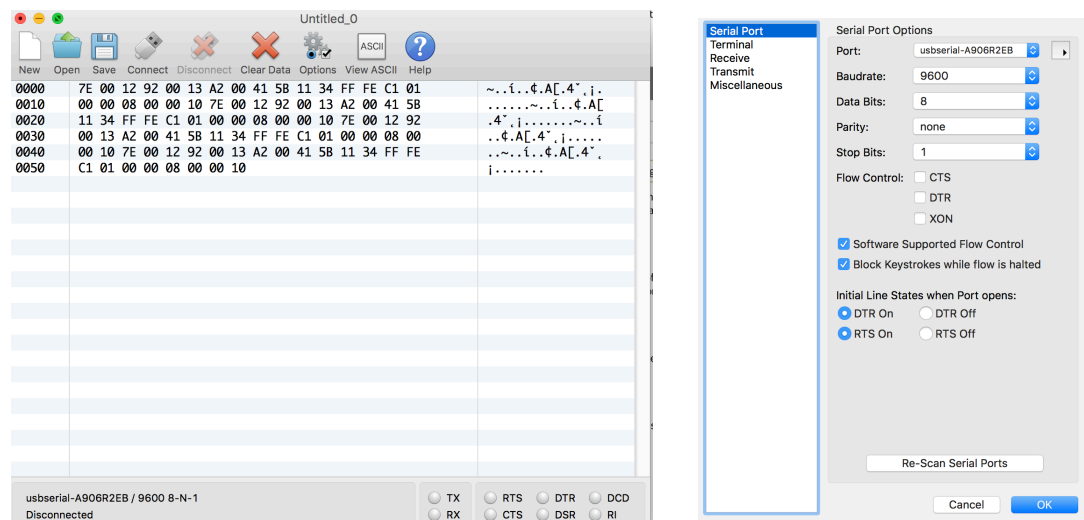 Untitled_0
New Open Save Connect Disconnect Clear Data Options View ASCII Help
ASCII
?
0000 7E 00 12 92 00 13 A2 00 41 5B 11 34 FF FE C1 01 ~..í..¢.A[.4ˇ˛¡.
0010 00 00 08 00 00 10 7E 00 12 92 00 13 A2 00 41 5B ......~..í..¢.A[
0020 11 34 FF FE C1 01 00 00 08 00 00 10 7E 00 12 92 .4ˇ˛¡.......~..í
0030 00 13 A2 00 41 5B 11 34 FF FE C1 01 00 00 08 00 ..¢.A[.4ˇ˛¡.....
0040 00 10 7E 00 12 92 00 13 A2 00 41 5B 11 34 FF FE ..~..í..¢.A[.4ˇ˛
0050 C1 01 00 00 08 00 00 10 ¡.......
usbserial-A906R2EB / 9600 8-N-1
Disconnected
TX RTS DTR DCD
RX CTS DSR RI
Serial Port
Terminal
Receive
Transmit
Miscellaneous
Serial Port Options
Port: usbserial-A906R2EB
Baudrate: 9600
Data Bits: 8
Parity: none
Stop Bits: 1
Flow Control: CTS
DTR
XON
Software Supported Flow Control
Block Keystrokes while flow is halted
Initial Line States when Port opens:
DTR On DTR Off
RTS On RTS Off
Re-Scan Serial Ports
Cancel OK